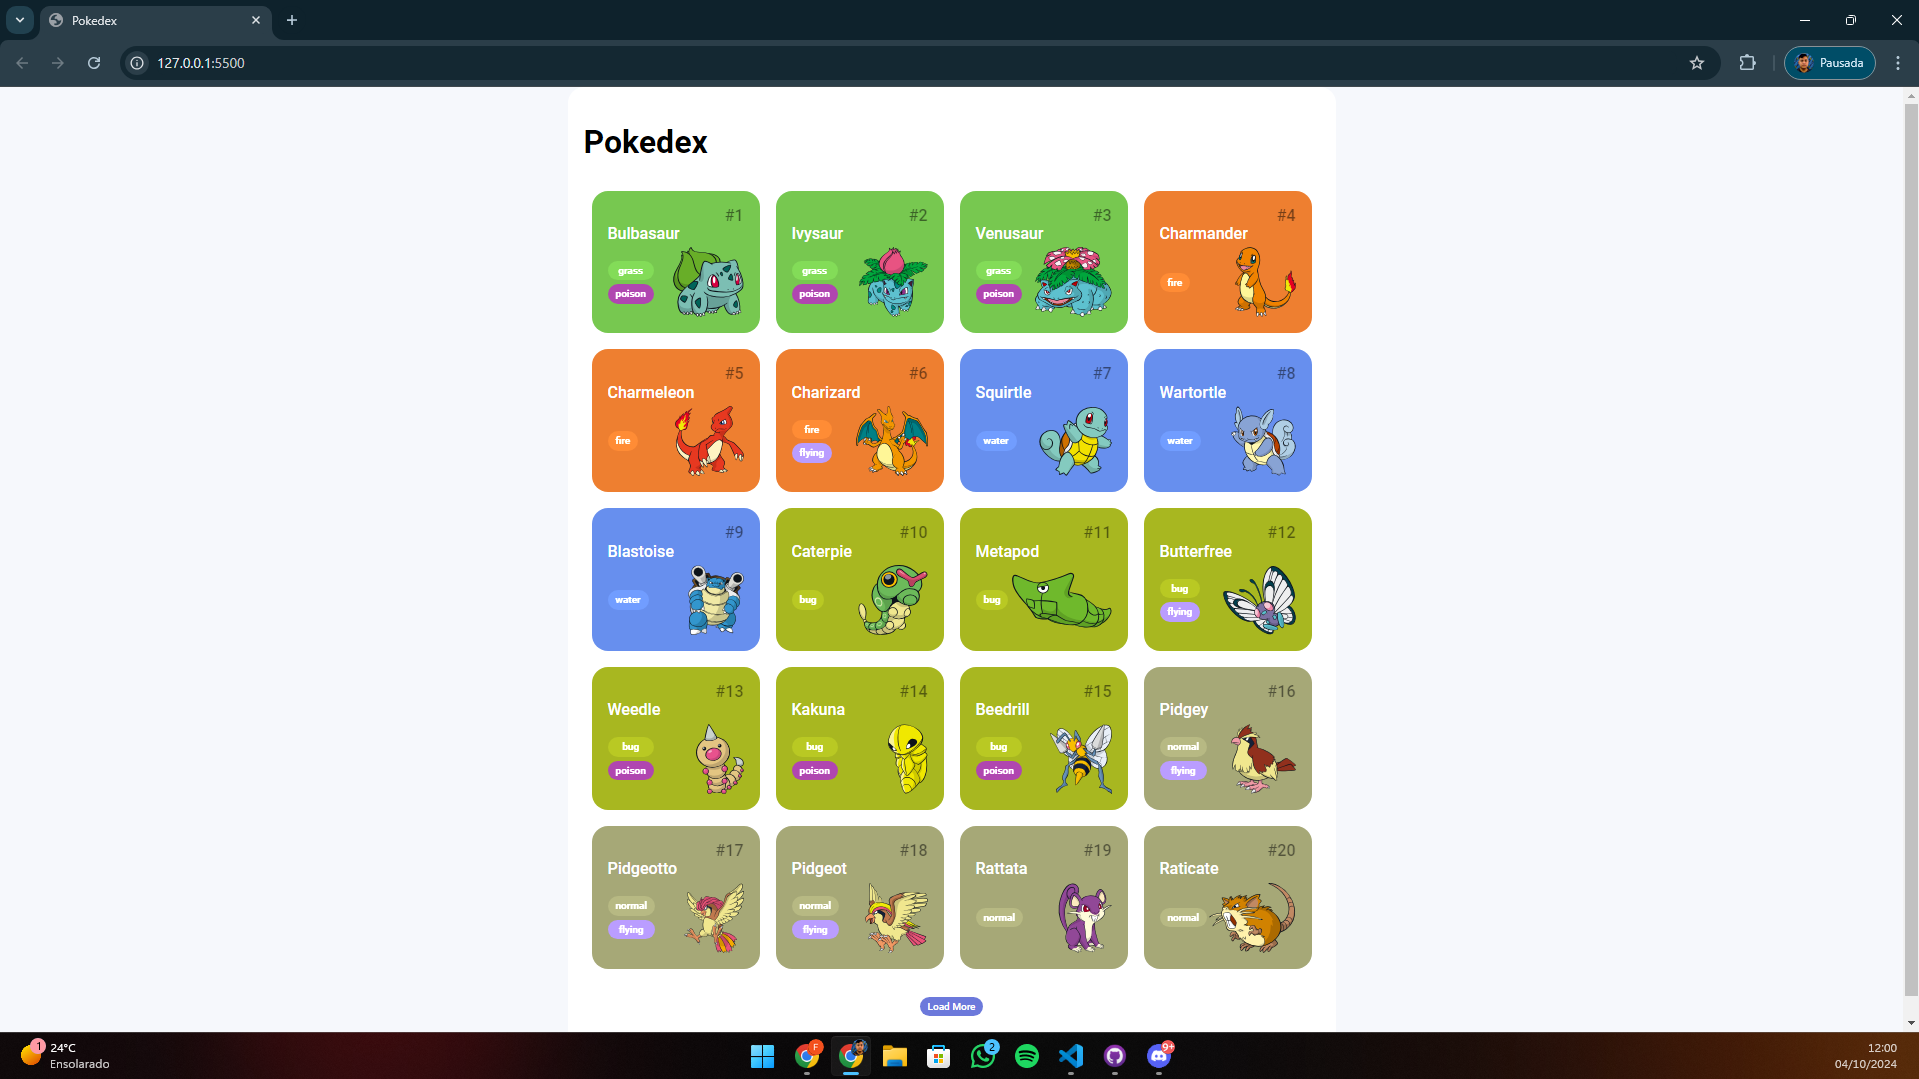 Pokedex
127.0.0.1:5500
Pausada
Pokedex
#1
Bulbasaur
grass
poison
#2
Ivysaur
grass
poison
#3
Venusaur
grass
poison
#4
Charmander
fire
#5
Charmeleon
fire
#6
Charizard
fire
flying
#7
Squirtle
water
#8
Wartortle
water
#9
Blastoise
water
#10
Caterpie
bug
#11
Metapod
bug
#12
Butterfree
bug
flying
#13
Weedle
bug
poison
#14
Kakuna
bug
poison
#15
Beedrill
bug
poison
#16
Pidgey
normal
flying
#17
Pidgeotto
normal
flying
#18
Pidgeot
normal
flying
#19
Rattata
normal
#20
Raticate
normal
Load More
1
24°C
Ensolarado
F
2
9+
12:00
04/10/2024